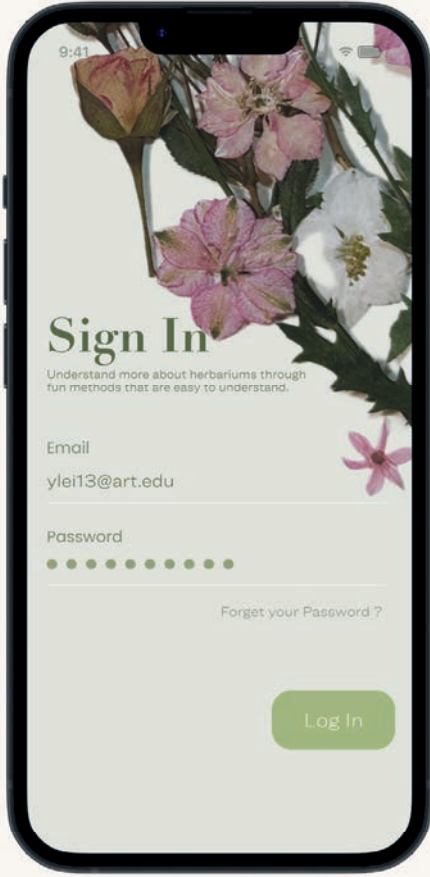 9:41
Sign In
Understand more about herbariums through
fun methods that are easy to understand.
Email
ylei13@art.edu
Password
Forget your Password ?
Log In